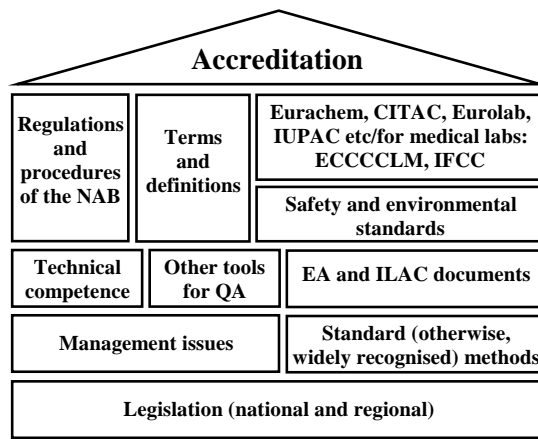 Accreditation
Regulations
and
procedures
of the NAB
Terms
and
definitions
Eurachem, CITAC, Eurolab,
IUPAC etc/for medical labs:
ECCCCLM, IFCC
Safety and environmental
standards
Technical
competence
Other tools
for QA
EA and ILAC documents
Management issues
Standard (otherwise,
widely recognised) methods
Legislation (national and regional)